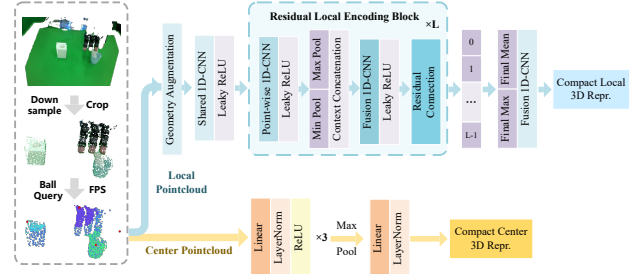 Down
sample
Crop
Ball
Query
FPS
Local
Pointcloud
Center Pointcloud
Geometry Augmentation
Shared 1D-CNN
Leaky ReLU
Residual Local Encoding Block
×L
Point-wise 1D-CNN
Leaky ReLU
Min Pool
Max Pool
Context Concatenation
Fusion 1D-CNN
Leaky ReLU
Residual
Connection
0
1
...
L-1
Final Max
Frinal Mean
Fusion 1D-CNN
Compact Local
3D Repr.
Linear
LayerNorm
ReLU
×3
Max
Pool
Linear
LayerNorm
Compact Center
3D Repr.